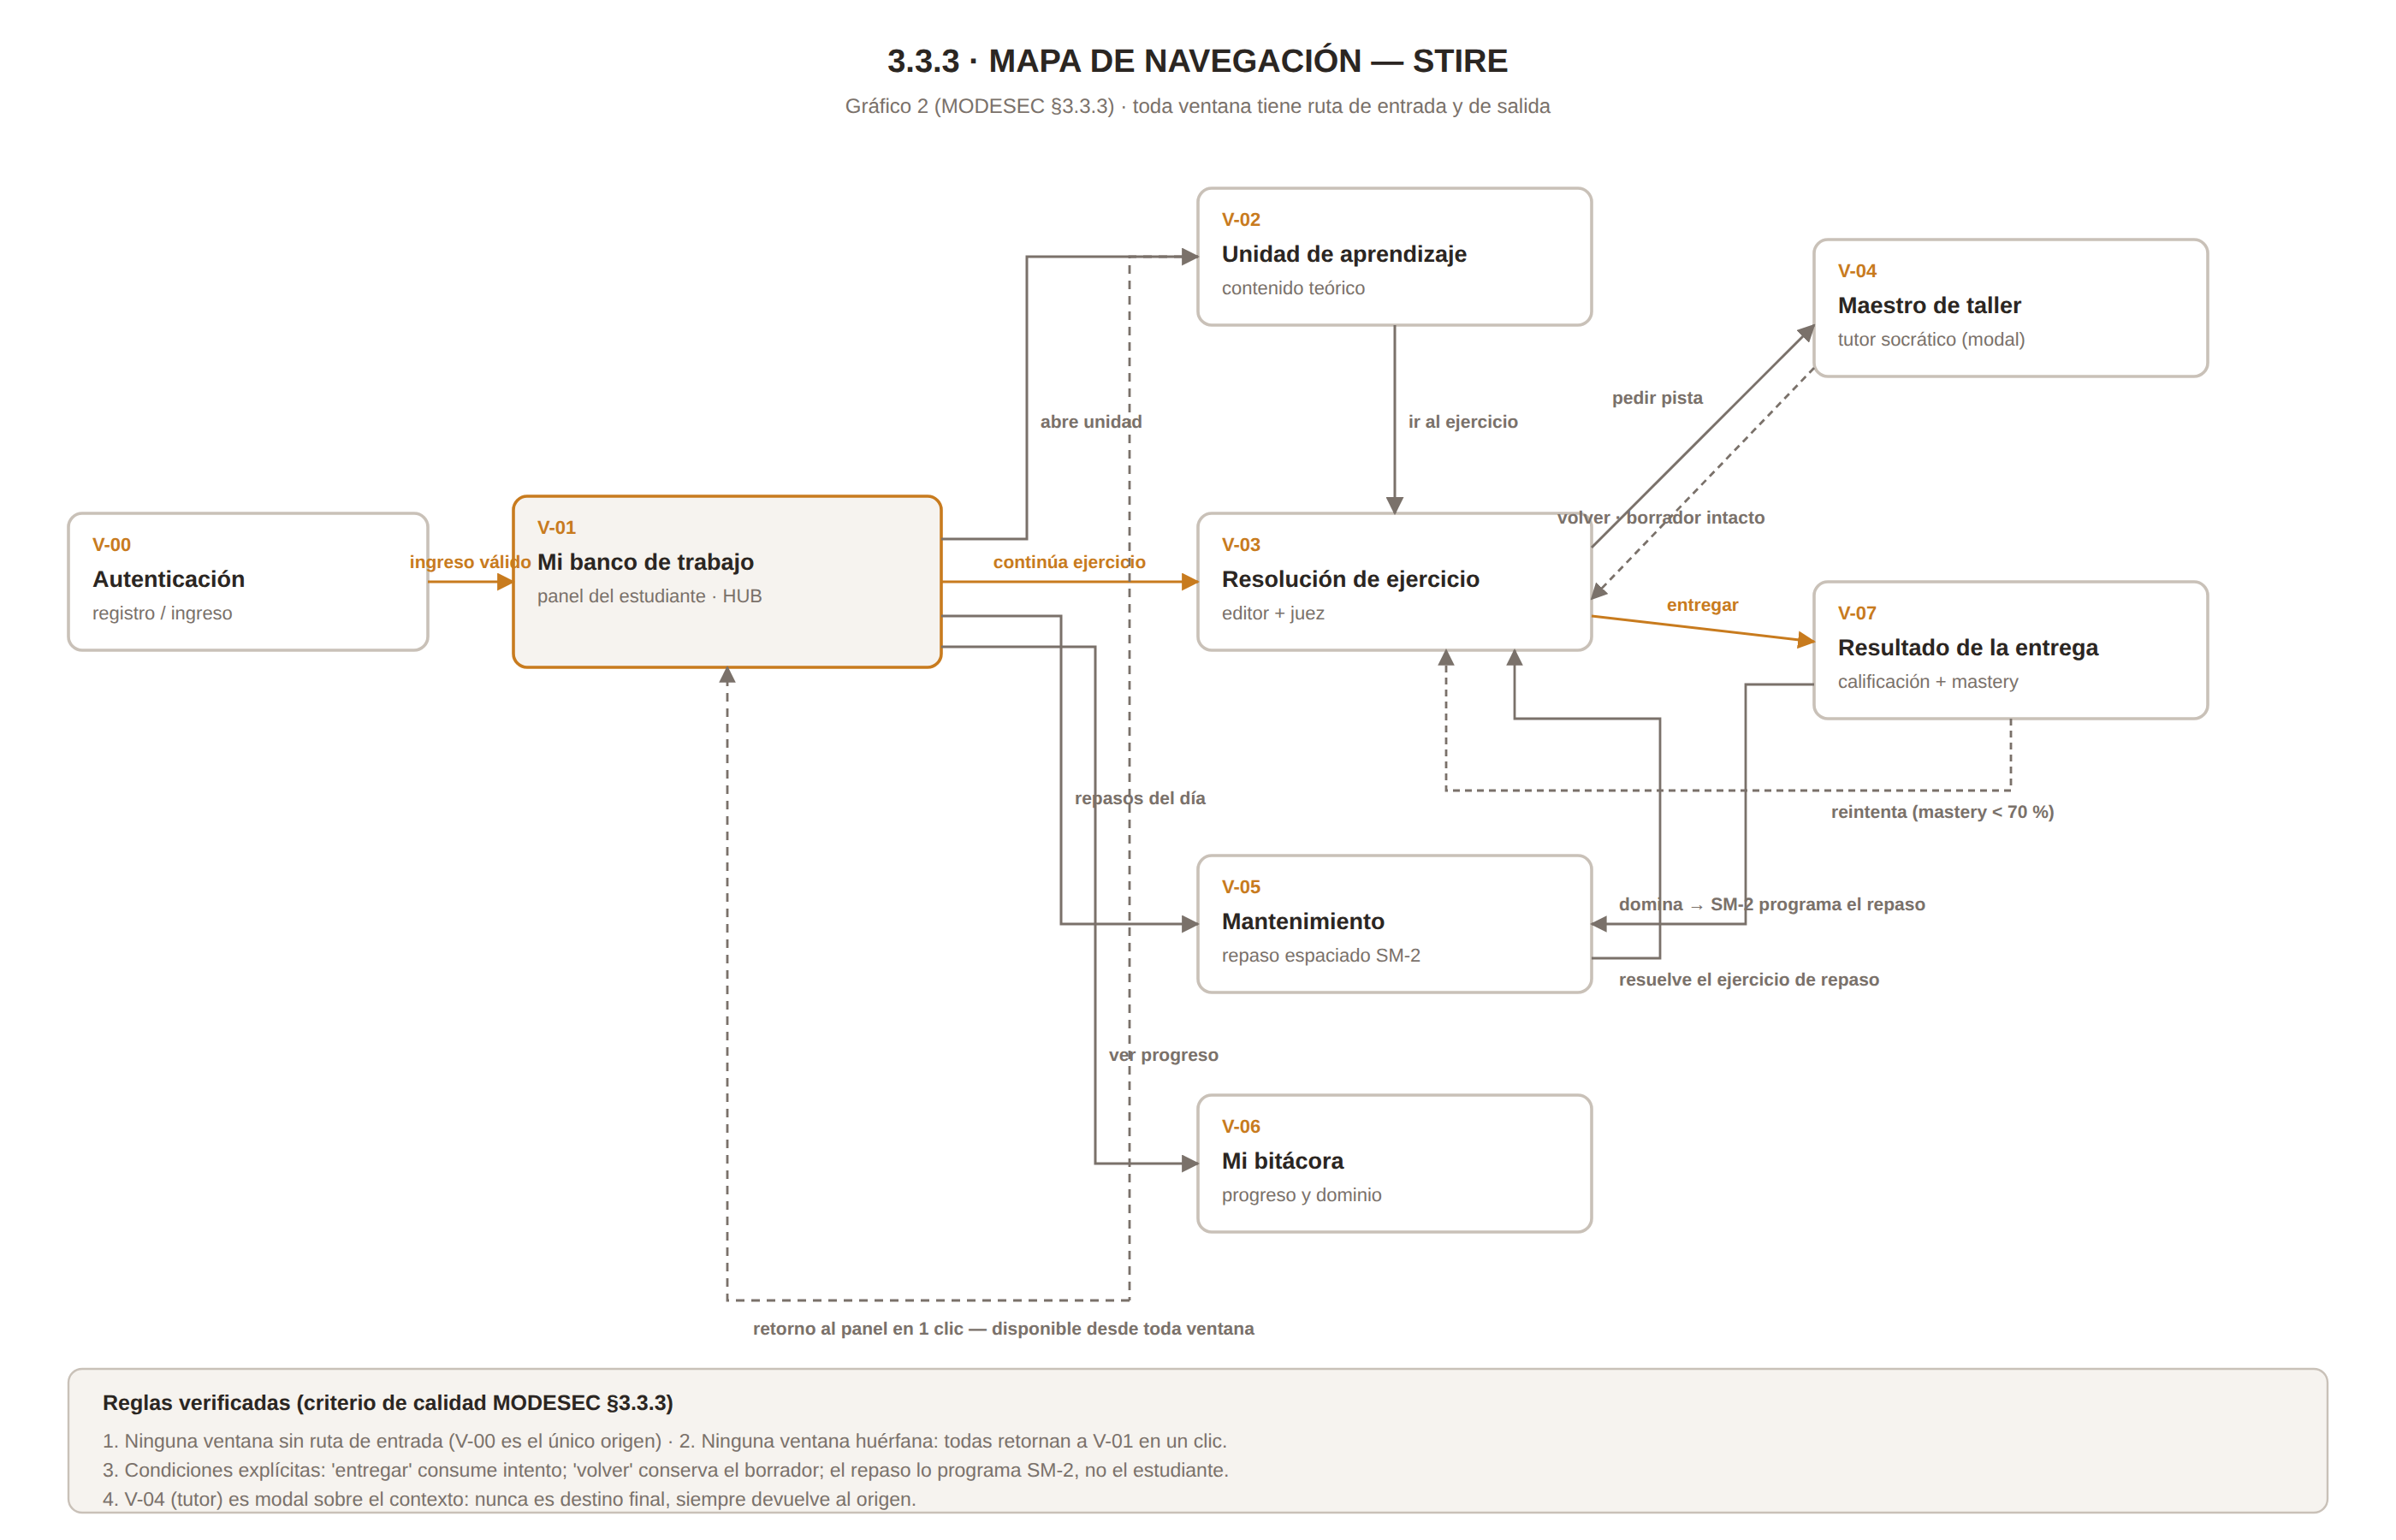 3.3.3 · MAPA DE NAVEGACIÓN — STIRE
Gráfico 2 (MODESEC §3.3.3) · toda ventana tiene ruta de entrada y de salida
V-02
Unidad de aprendizaje
contenido teórico
V-04
Maestro de taller
tutor socrático (modal)
pedir pista
abre unidad
ir al ejercicio
volver · borrador intacto
V-00
Autenticación
registro / ingreso
ingreso válido
V-01
Mi banco de trabajo
panel del estudiante · HUB
continúa ejercicio
V-03
Resolución de ejercicio
editor + juez
entregar
V-07
Resultado de la entrega
calificación + mastery
repasos del día
reintenta (mastery < 70 %)
V-05
Mantenimiento
repaso espaciado SM-2
domina → SM-2 programa el repaso
resuelve el ejercicio de repaso
ver progreso
V-06
Mi bitácora
progreso y dominio
retorno al panel en 1 clic — disponible desde toda ventana
Reglas verificadas (criterio de calidad MODESEC §3.3.3)
1. Ninguna ventana sin ruta de entrada (V-00 es el único origen) · 2. Ninguna ventana huérfana: todas retornan a V-01 en un clic.
3. Condiciones explícitas: 'entregar' consume intento; 'volver' conserva el borrador; el repaso lo programa SM-2, no el estudiante.
4. V-04 (tutor) es modal sobre el contexto: nunca es destino final, siempre devuelve al origen.